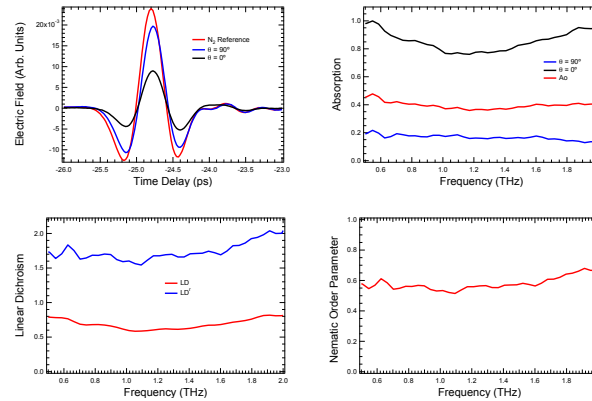 Electric Field (Arb. Units)
20x10⁻³
15
10
5
0
-5
-10
N₂ Reference
θ = 90º
θ = 0º
-26.0 -25.5 -25.0 -24.5 -24.0 -23.5 -23.0
Time Delay (ps)
Absorption
1.0
0.8
0.6
0.4
0.2
0.0
θ = 90º
θ = 0º
Ao
0.6 0.8 1.0 1.2 1.4 1.6 1.8
Frequency (THz)
Linear Dichroism
2.0
1.5
1.0
0.5
0.0
LD
LD'
0.6 0.8 1.0 1.2 1.4 1.6 1.8 2.0
Frequency (THz)
Nematic Order Parameter
1.0
0.8
0.6
0.4
0.2
0.0
0.6 0.8 1.0 1.2 1.4 1.6 1.8
Frequency (THz)